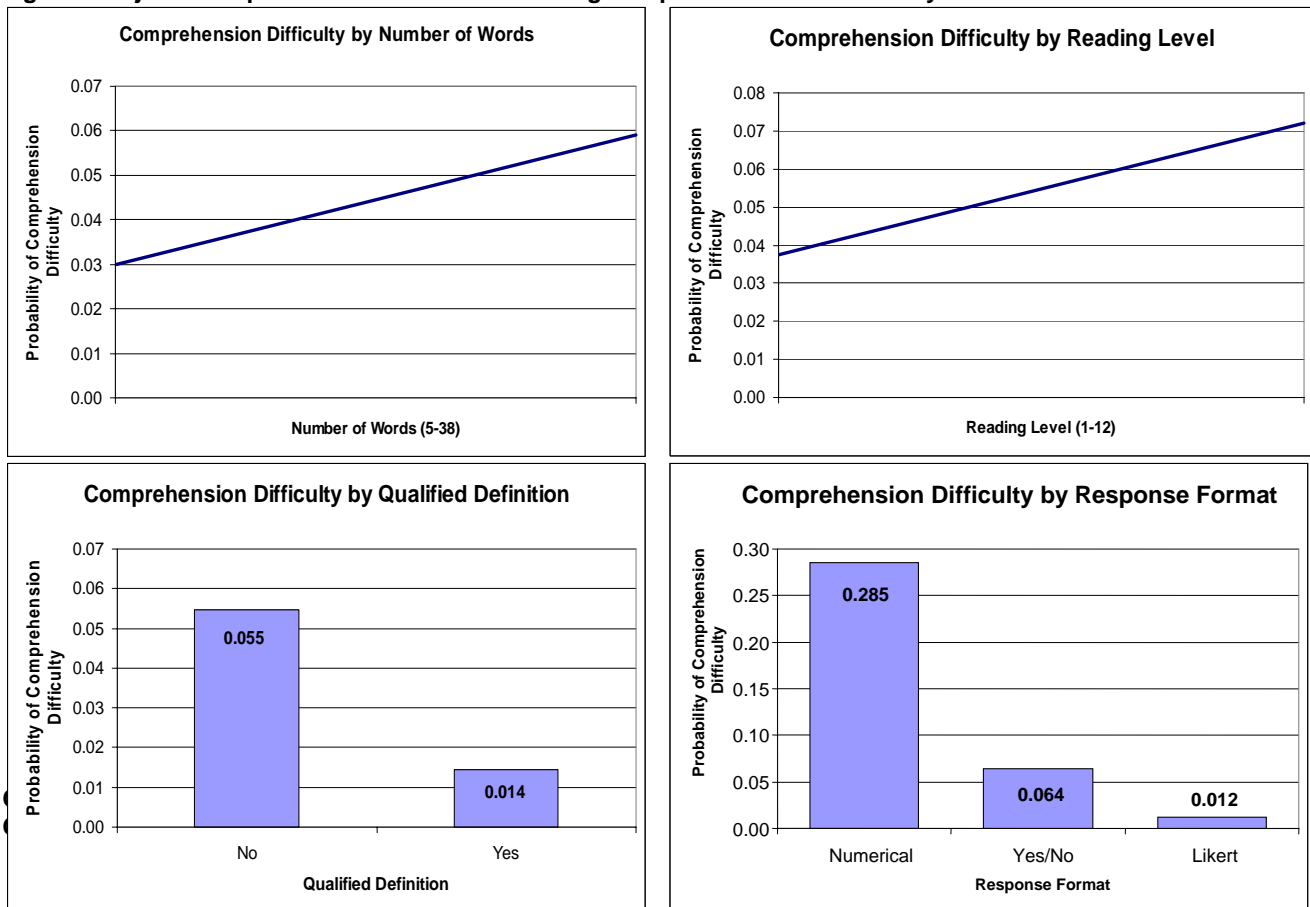 Comprehension Difficulty by Number of Words
Probability of Comprehension
Difficulty
0.07
0.06
0.05
0.04
0.03
0.02
0.01
0.00
Number of Words (5-38)
Comprehension Difficulty by Reading Level
Probability of Comprehension
Difficulty
0.08
0.07
0.06
0.05
0.04
0.03
0.02
0.01
0.00
Reading Level (1-12)
Comprehension Difficulty by Qualified Definition
Probability of Comprehension
Difficulty
0.07
0.06
0.05
0.04
0.03
0.02
0.01
0.00
0.055
0.014
No Yes
Qualified Definition
Comprehension Difficulty by Response Format
Probability of Comprehension
Difficulty
0.30
0.25
0.20
0.15
0.10
0.05
0.00
0.285
0.064
0.012
Numerical Yes/No Likert
Response Format